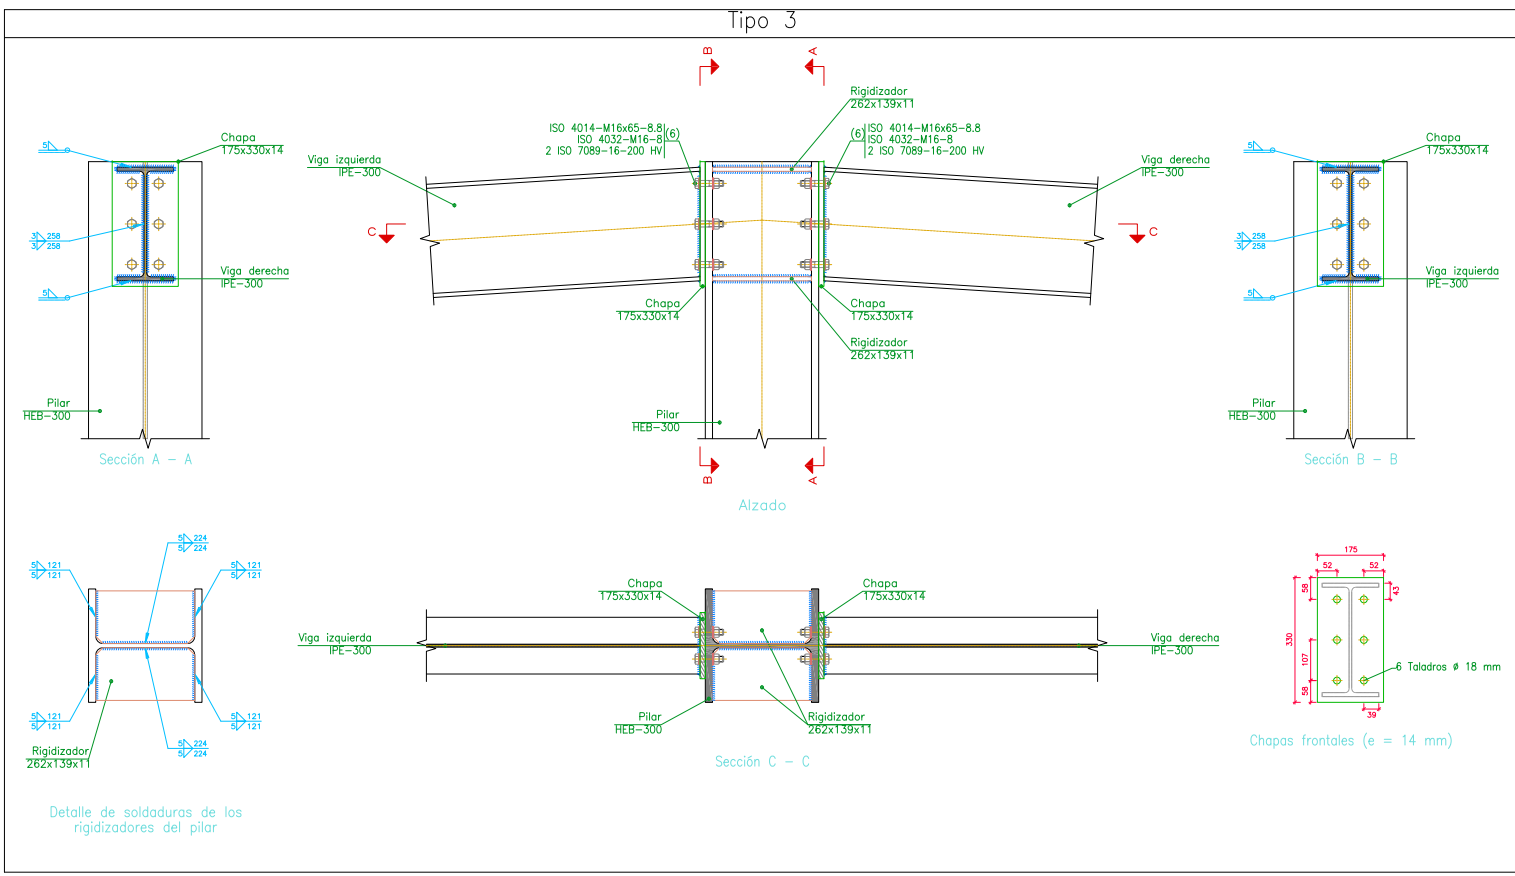 Tipo 3
B
A
Rigidizador
262x139x11
ISO 4014-M16x65-8.8
ISO 4032-M16-8
2 ISO 7089-16-200 HV
(6)
(6)
ISO 4014-M16x65-8.8
ISO 4032-M16-8
2 ISO 7089-16-200 HV
Viga izquierda
IPE-300
Viga derecha
IPE-300
C
C
Chapa
175x330x14
Chapa
175x330x14
Rigidizador
262x139x11
Pilar
HEB-300
B
A
Alzado
5
Chapa
175x330x14
3 258
3 258
Viga derecha
IPE-300
5
Pilar
HEB-300
Sección A - A
5
Chapa
175x330x14
3 258
3 258
Viga izquierda
IPE-300
5
Pilar
HEB-300
Sección B - B
5 224
5 224
5 121
5 121
5 121
5 121
5 121
5 121
5 121
5 121
5 224
5 224
Rigidizador
262x139x11
Detalle de soldaduras de los
rigidizadores del pilar
Chapa
175x330x14
Chapa
175x330x14
Viga izquierda
IPE-300
Viga derecha
IPE-300
Pilar
HEB-300
Rigidizador
262x139x11
Sección C - C
175
52
52
58
43
330
107
58
39
6 Taladros Ø 18 mm
Chapas frontales (e = 14 mm)